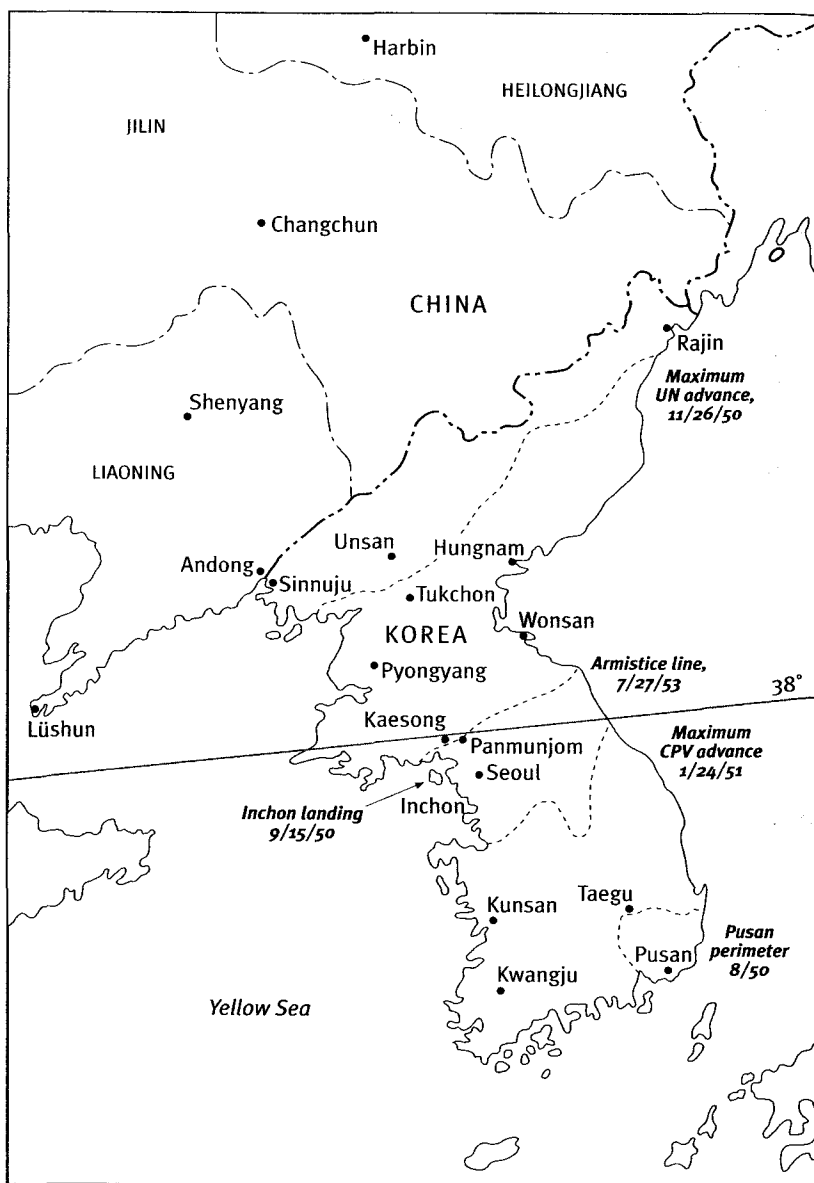 Harbin
HEILONGJIANG
JILIN
Changchun
CHINA
Rajin
Maximum
UN advance,
11/26/50
Shenyang
LIAONING
Unsan
Hungnam
Andong
Sinnuju
Tukchon
Wonsan
KOREA
Pyongyang
Armistice line,
7/27/53
38°
Lüshun
Kaesong
Panmunjom
Maximum
CPV advance
1/24/51
Seoul
Inchon landing
9/15/50
Inchon
Taegu
Kunsan
Pusan
perimeter
8/50
Pusan
Kwangju
Yellow Sea